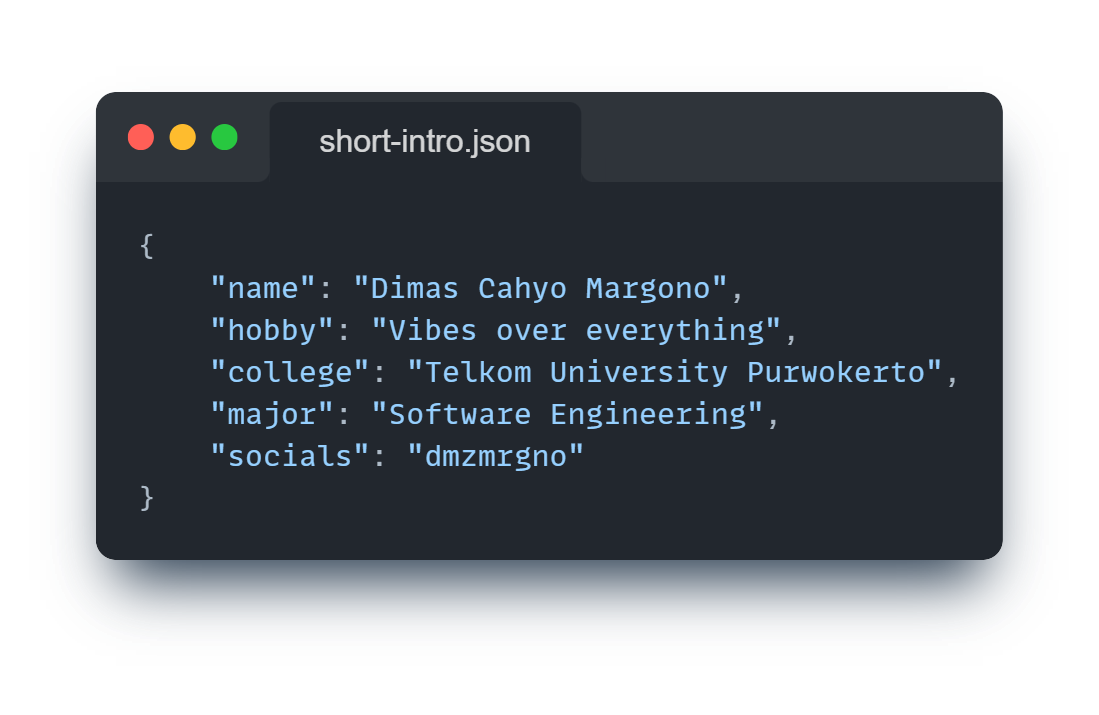 short-intro.json
{
    "name": "Dimas Cahyo Margono",
    "hobby": "Vibes over everything",
    "college": "Telkom University Purwokerto",
    "major": "Software Engineering",
    "socials": "dmzmrgno"
}